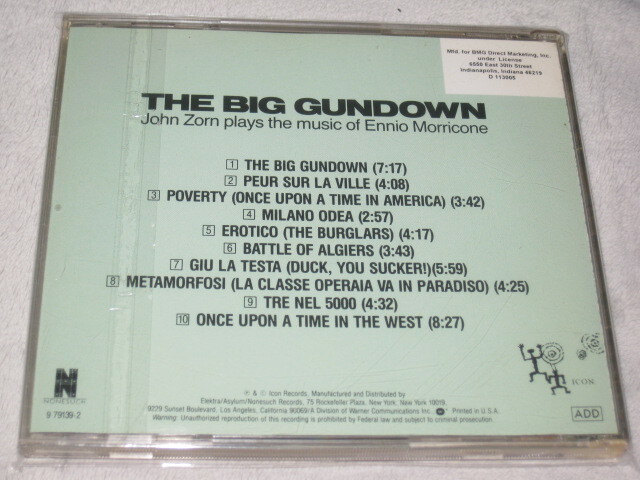 Mfd. for BMG Direct Marketing, Inc.
under License
6550 East 30th Street
Indianapolis, Indiana 46219
D 113865
THE BIG GUNDOWN
John Zorn plays the music of Ennio Morricone
1 THE BIG GUNDOWN (7:17)
2 PEUR SUR LA VILLE (4:08)
3 POVERTY (ONCE UPON A TIME IN AMERICA) (3:42)
4 MILANO ODEA (2:57)
5 EROTICO (THE BURGLARS) (4:17)
6 BATTLE OF ALGIERS (3:43)
7 GIU LA TESTA (DUCK, YOU SUCKER!)(5:59)
8 METAMORFOSI (LA CLASSE OPERAIA VA IN PARADISO) (4:25)
9 TRE NEL 5000 (4:32)
10 ONCE UPON A TIME IN THE WEST (8:27)
N
NONESUCH
9 79139-2
ICON
℗ & © Icon Records, Manufactured and Distributed by
Elektra/Asylum/Nonesuch Records, 75 Rockefeller Plaza, New York, New York 10019.
9229 Sunset Boulevard, Los Angeles, California 90069/A Division of Warner Communications Inc. Printed in U.S.A.
Warning: Unauthorized reproduction of this recording is prohibited by Federal law and subject to criminal prosecution.
ADD